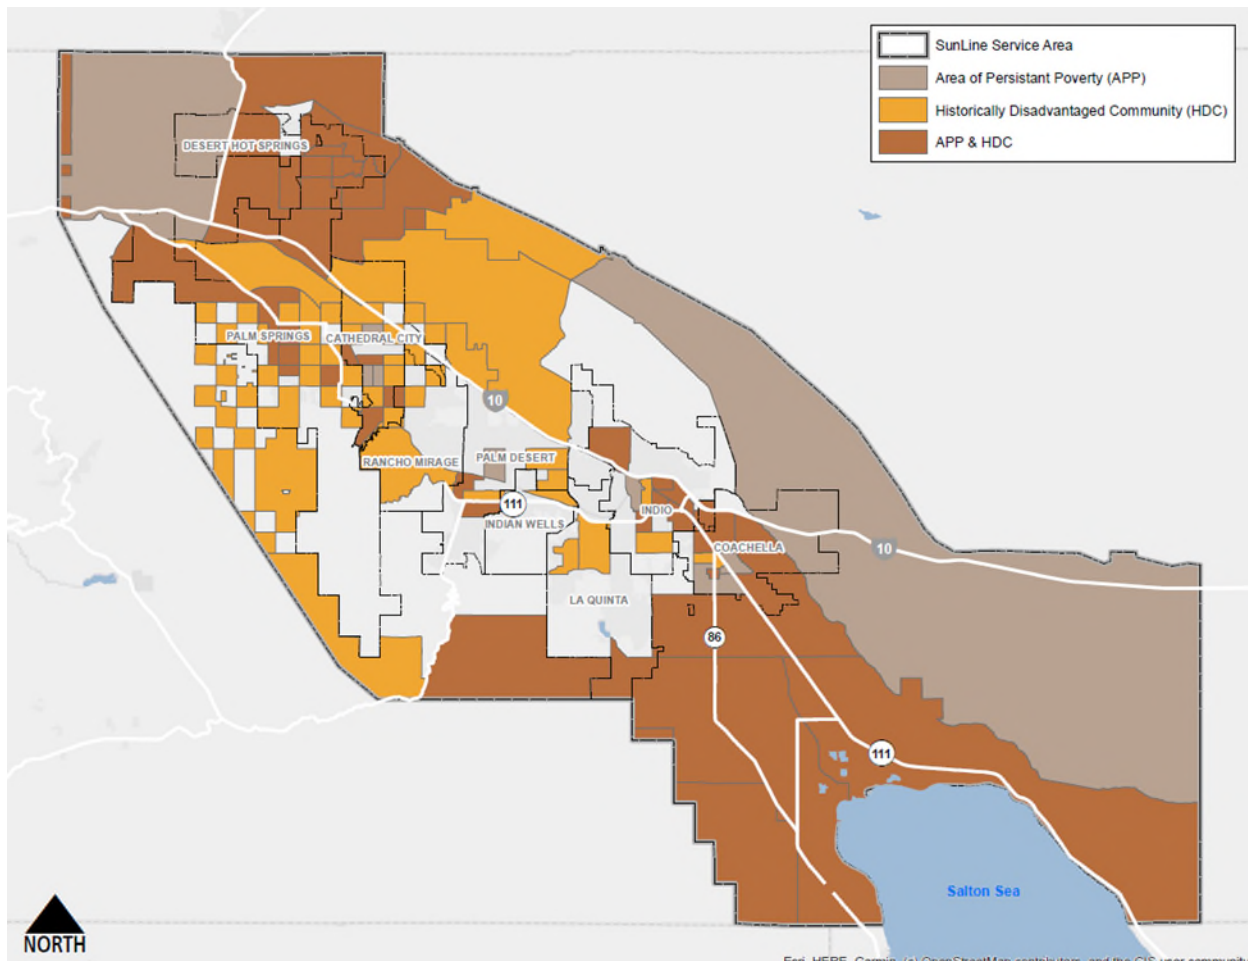 SunLine Service Area
Area of Persistant Poverty (APP)
Historically Disadvantaged Community (HDC)
APP & HDC
DESERT HOT SPRINGS
PALM SPRINGS
CATHEDRAL CITY
10
RANCHO MIRAGE
PALM DESERT
111
INDIAN WELLS
INDIO
COACHELLA
10
LA QUINTA
86
111
Salton Sea
NORTH
Esri, HERE, Garmin, (c) OpenStreetMap contributors, and the GIS user community